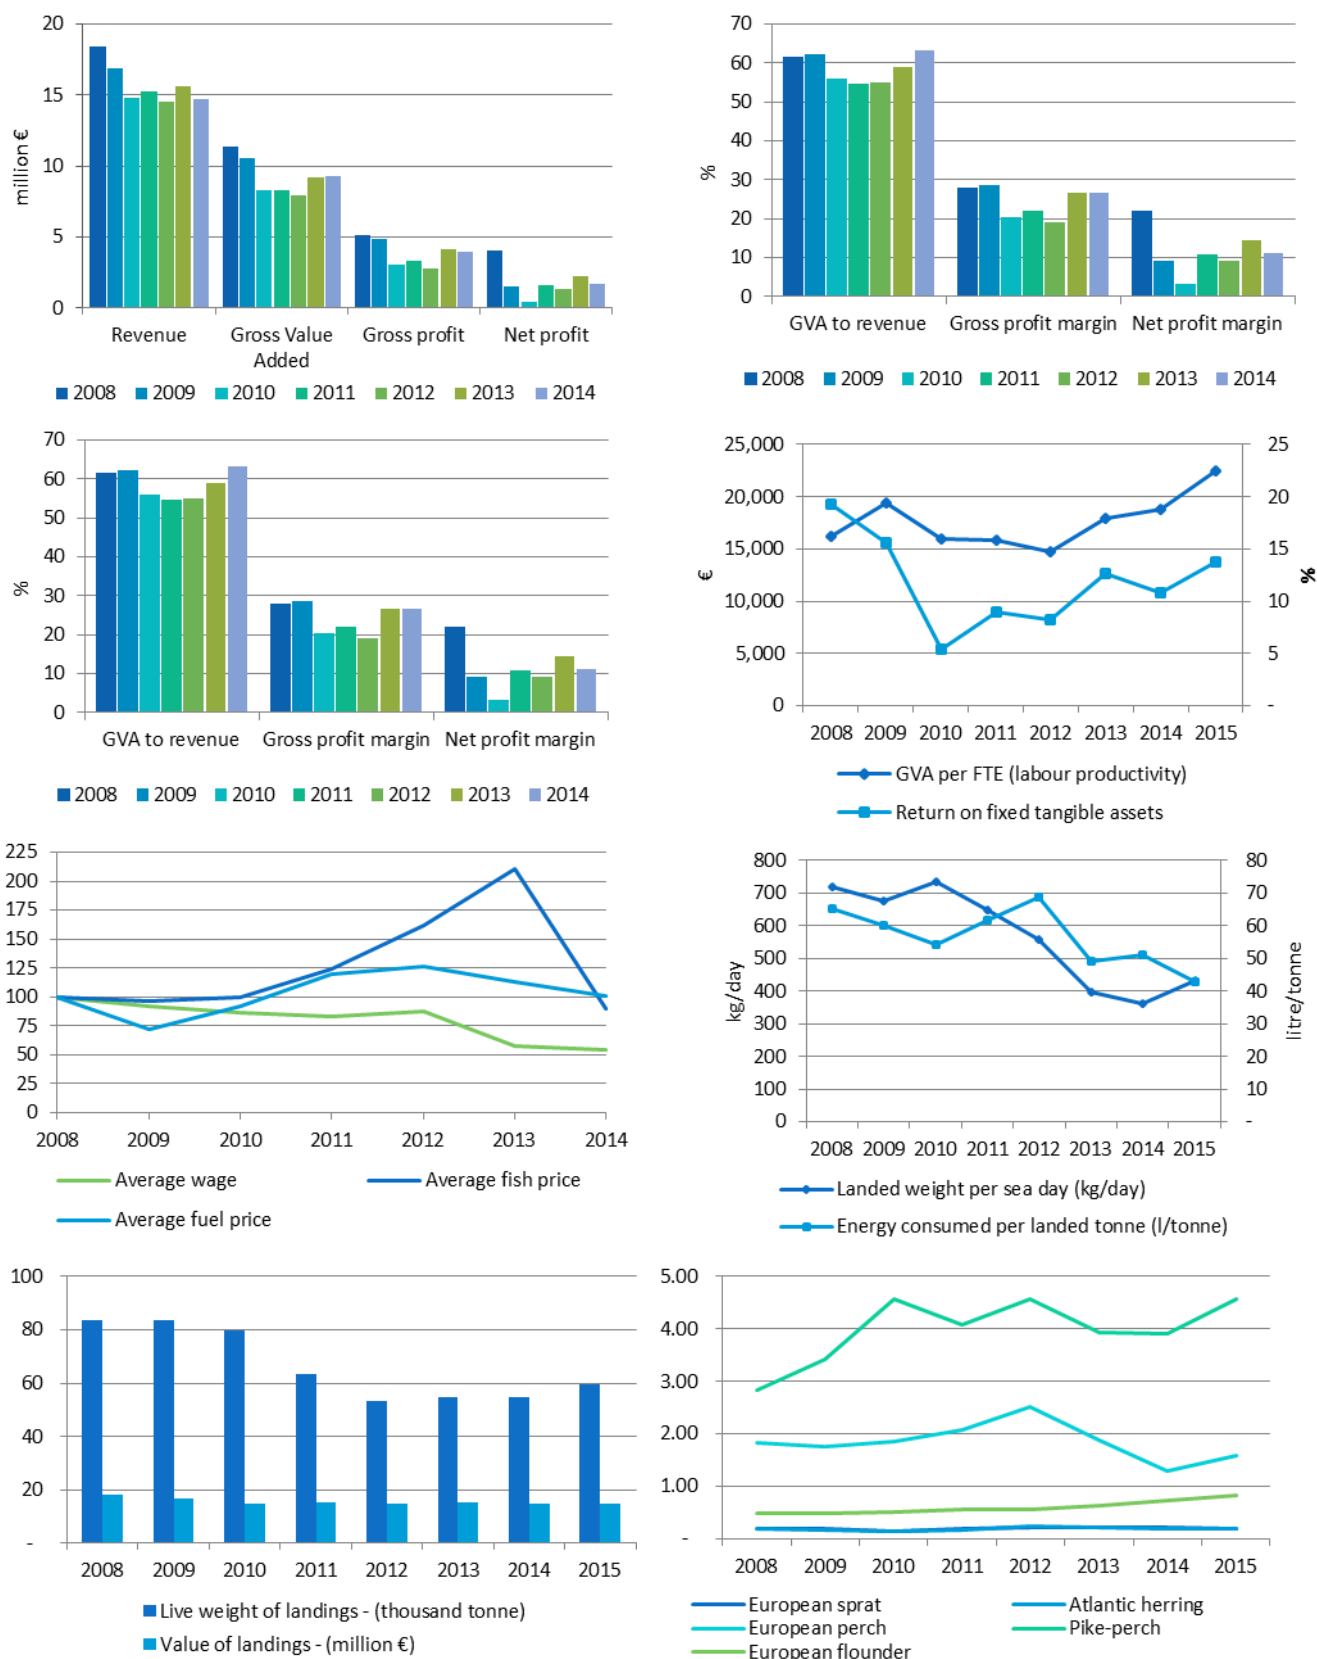 20
15
10
5
0
million €
Revenue
Gross Value
Added
Gross profit
Net profit
2008 2009 2010 2011 2012 2013 2014
70
60
50
40
30
20
10
0
%
GVA to revenue
Gross profit margin
Net profit margin
2008 2009 2010 2011 2012 2013 2014
70
60
50
40
30
20
10
0
%
GVA to revenue
Gross profit margin
Net profit margin
2008 2009 2010 2011 2012 2013 2014
25,000
20,000
15,000
10,000
5,000
0
€
25
20
15
10
5
-
%
2008 2009 2010 2011 2012 2013 2014 2015
GVA per FTE (labour productivity)
Return on fixed tangible assets
225
200
175
150
125
100
75
50
25
0
2008 2009 2010 2011 2012 2013 2014
Average wage
Average fish price
Average fuel price
800
700
600
500
400
300
200
100
0
kg/day
80
70
60
50
40
30
20
10
-
litre/tonne
2008 2009 2010 2011 2012 2013 2014 2015
Landed weight per sea day (kg/day)
Energy consumed per landed tonne (l/tonne)
100
80
60
40
20
-
2008 2009 2010 2011 2012 2013 2014 2015
Live weight of landings - (thousand tonne)
Value of landings - (million €)
5.00
4.00
3.00
2.00
1.00
-
2008 2009 2010 2011 2012 2013 2014 2015
European sprat
Atlantic herring
European perch
Pike-perch
European flounder